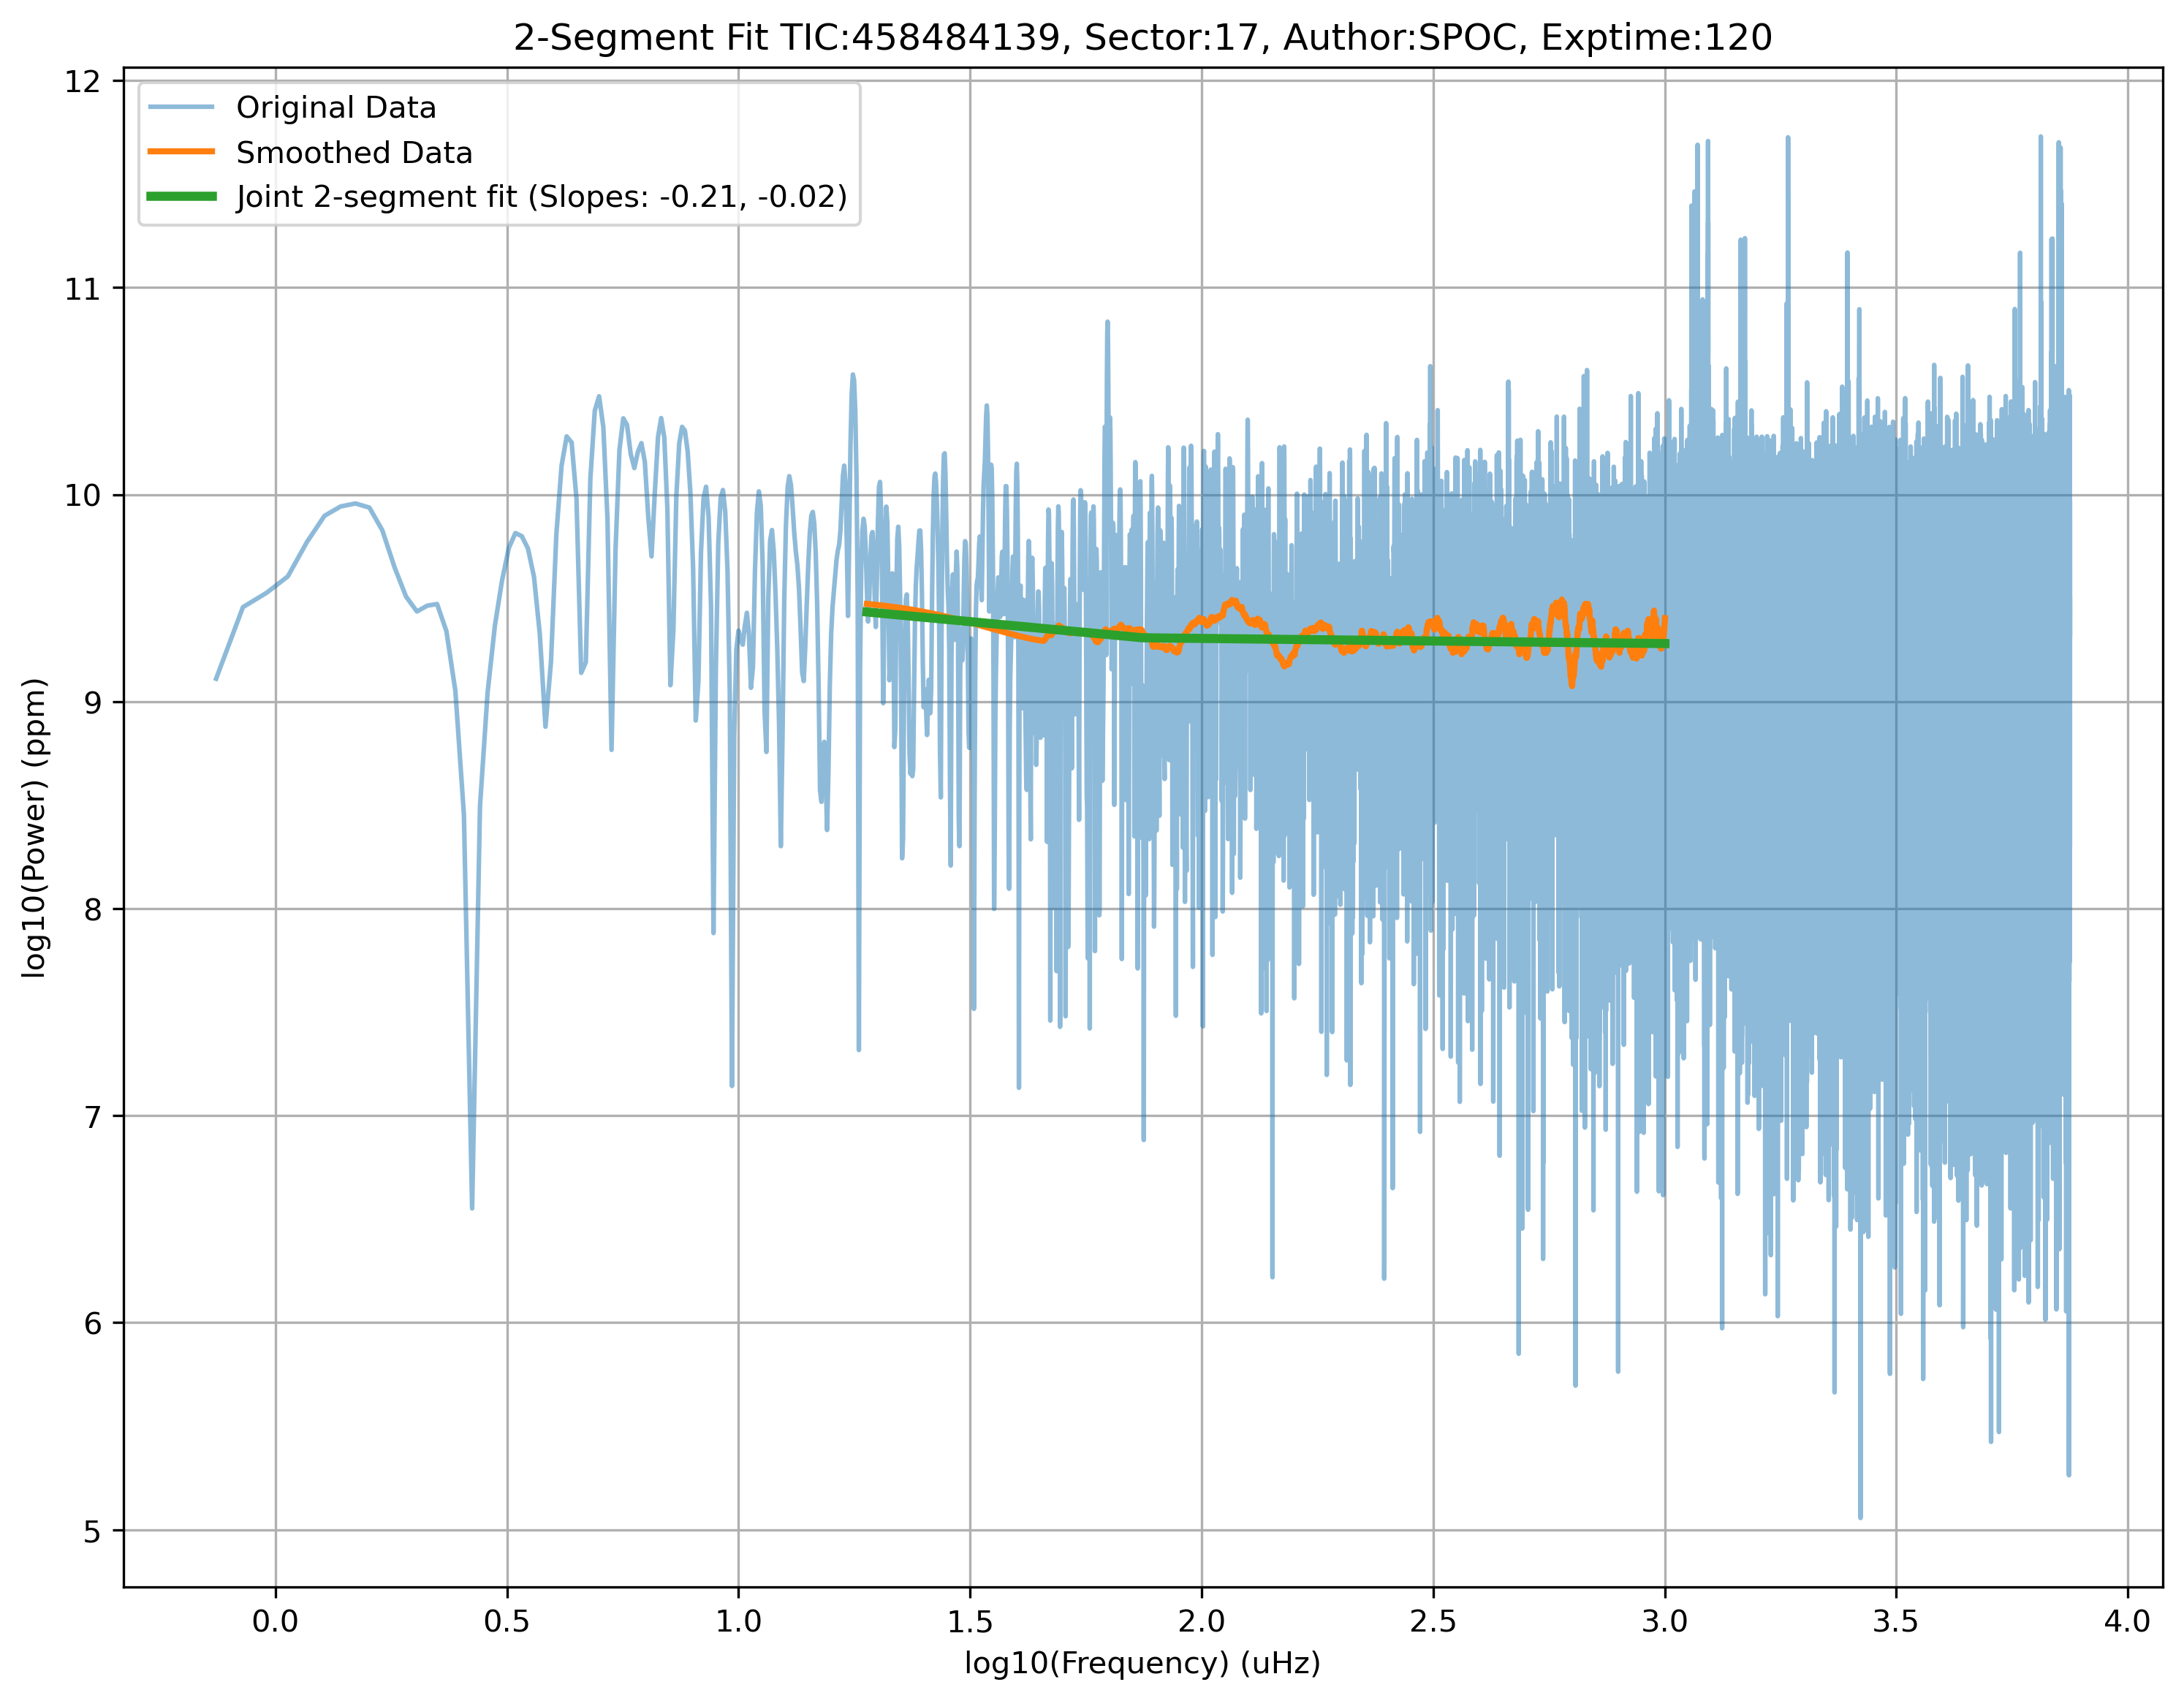 2-Segment Fit TIC:458484139, Sector:17, Author:SPOC, Exptime:120
Original Data
Smoothed Data
Joint 2-segment fit (Slopes: -0.21, -0.02)
log10(Power) (ppm)
12
11
10
9
8
7
6
5
0.0 0.5 1.0 1.5 2.0 2.5 3.0 3.5 4.0
log10(Frequency) (uHz)